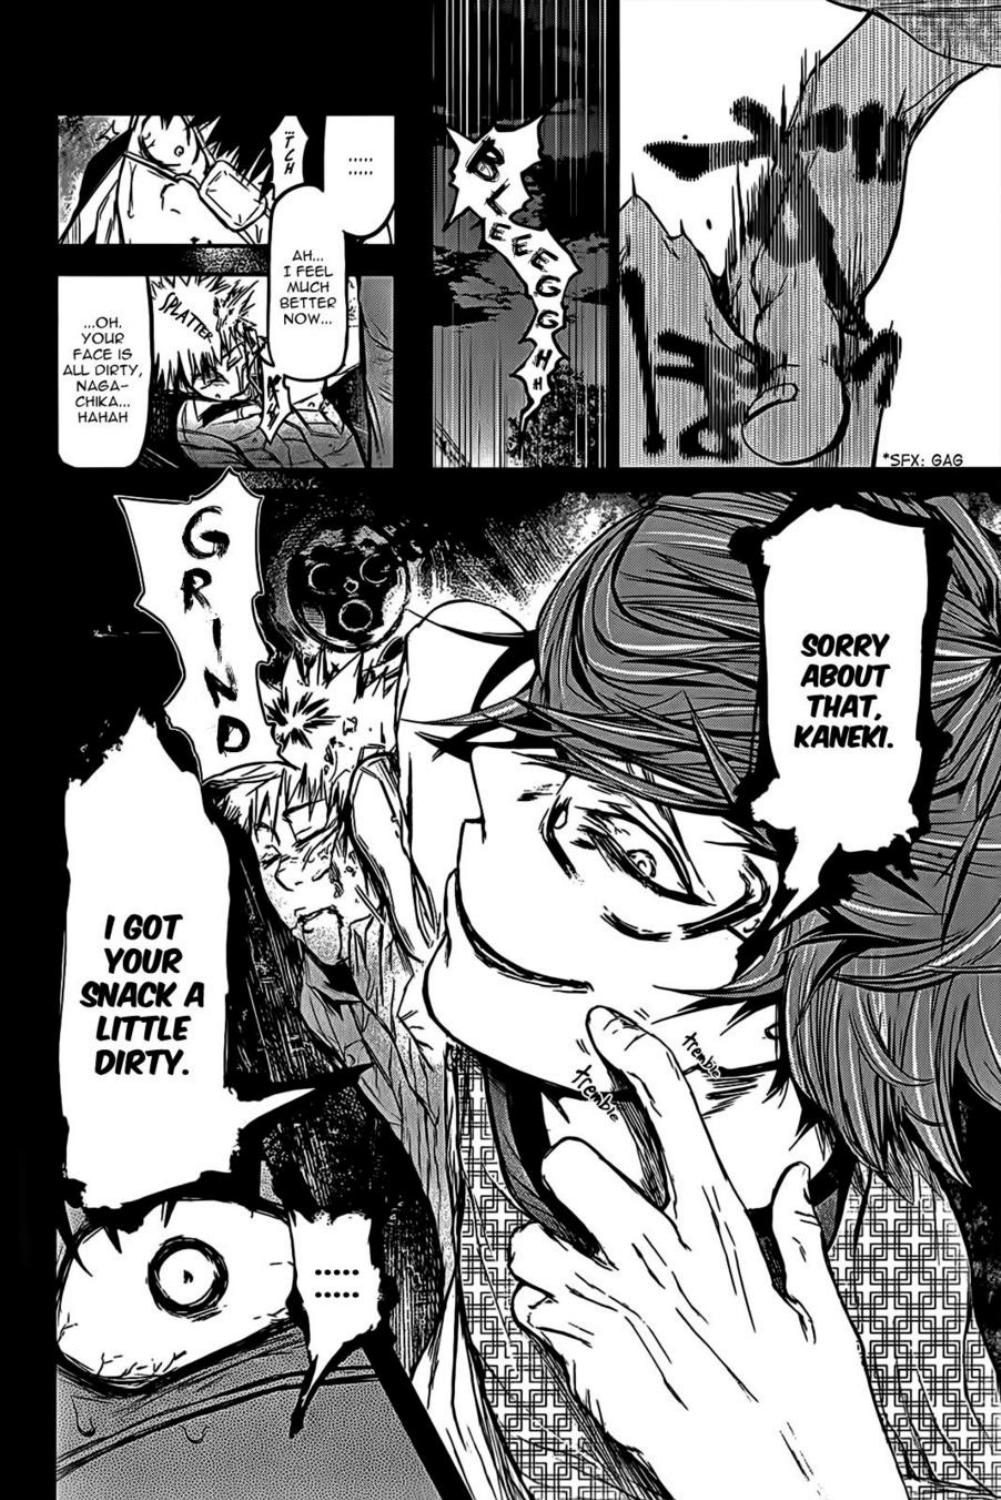 *SFX: GAG
BLEEEGGHH
.....
.....
...TCH
AH...
I FEEL
MUCH
BETTER
NOW...
SPLATTER
...OH,
YOUR
FACE IS
ALL DIRTY,
NAGA-
CHIKA...
HAHAH
SORRY
ABOUT
THAT,
KANEKI.
GRIND
tremble
tremble
I GOT
YOUR
SNACK A
LITTLE
DIRTY.
.....
.....